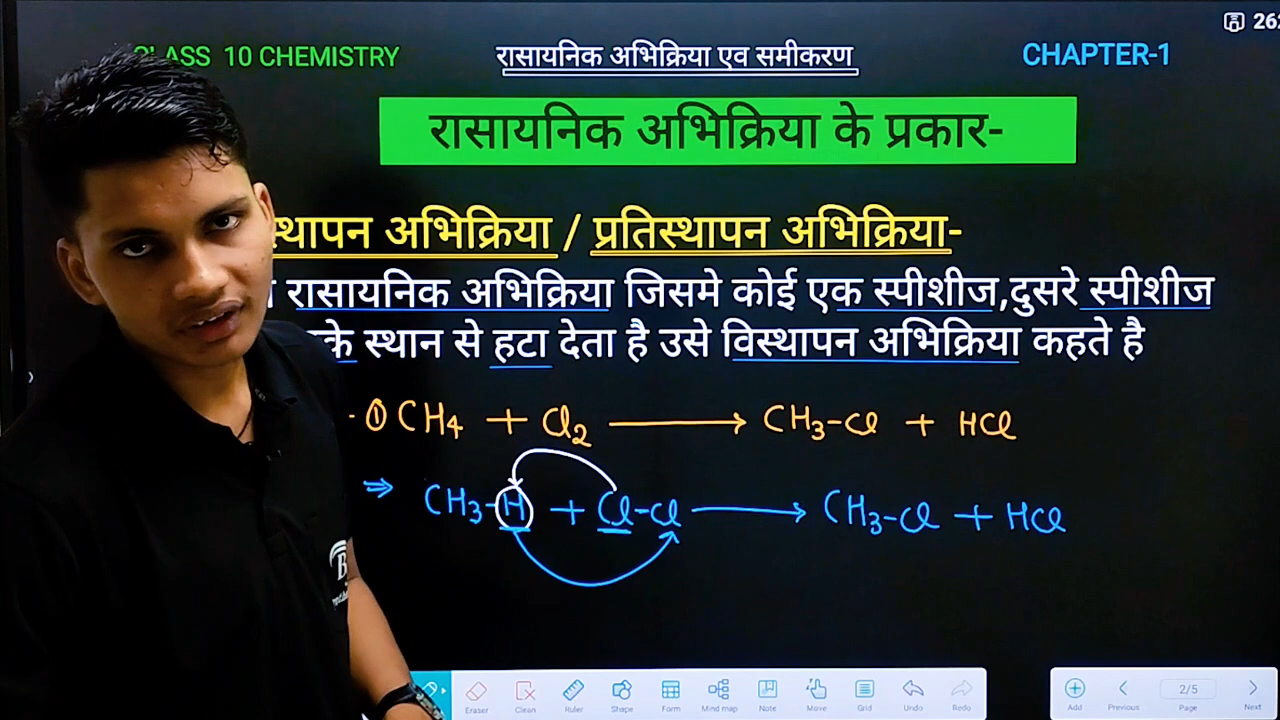 CLASS 10 CHEMISTRY
रासायनिक अभिक्रिया एव समीकरण
CHAPTER-1
262
रासायनिक अभिक्रिया के प्रकार-
स्थापन अभिक्रिया / प्रतिस्थापन अभिक्रिया-
रासायनिक अभिक्रिया जिसमे कोई एक स्पीशीज,दुसरे स्पीशीज
के स्थान से हटा देता है उसे विस्थापन अभिक्रिया कहते है
① CH4 + Cl2 ⟶ CH3-Cl + HCl
⇒ CH3-H + Cl-Cl ⟶ CH3-Cl + HCl
B
Eraser Clean Ruler Shape Form Mind map Note Move Grid Undo Redo
Add Previous 2/5 Page Next